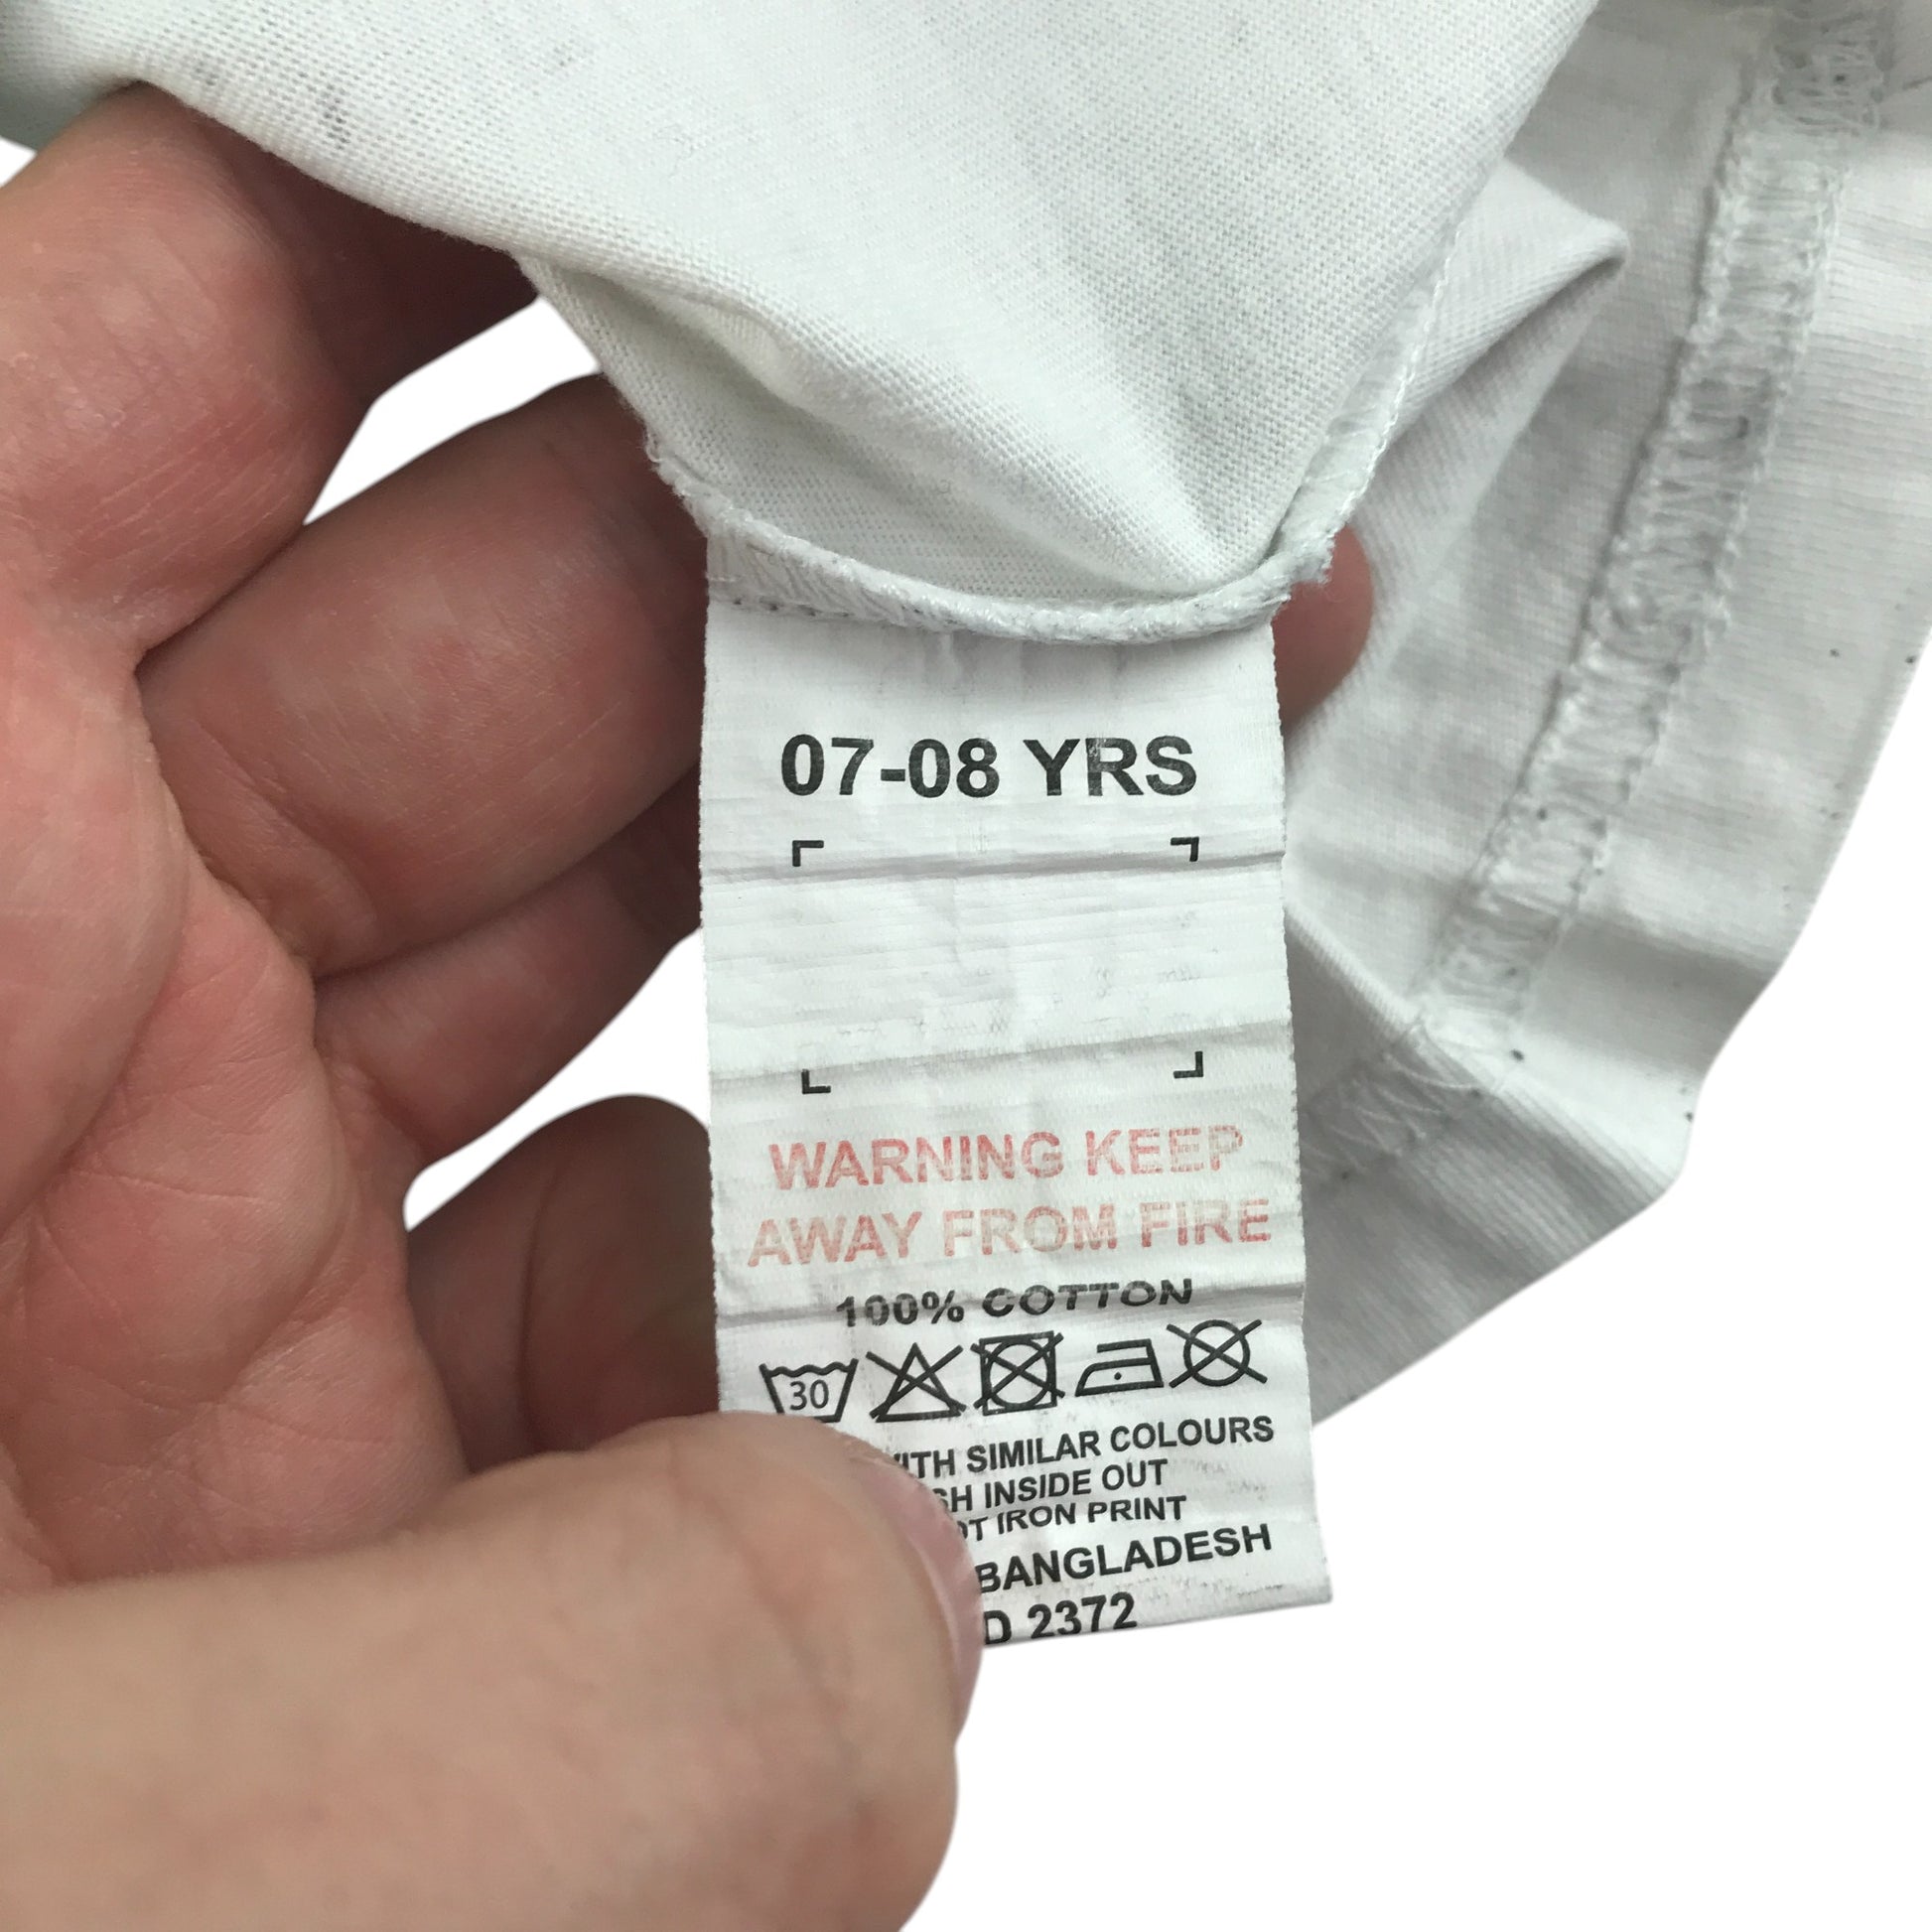 07-08 YRS
WARNING KEEP
AWAY FROM FIRE
100% COTTON
30
SIMILAR COLOURS
INSIDE OUT
IRON PRINT
BANGLADESH
2372